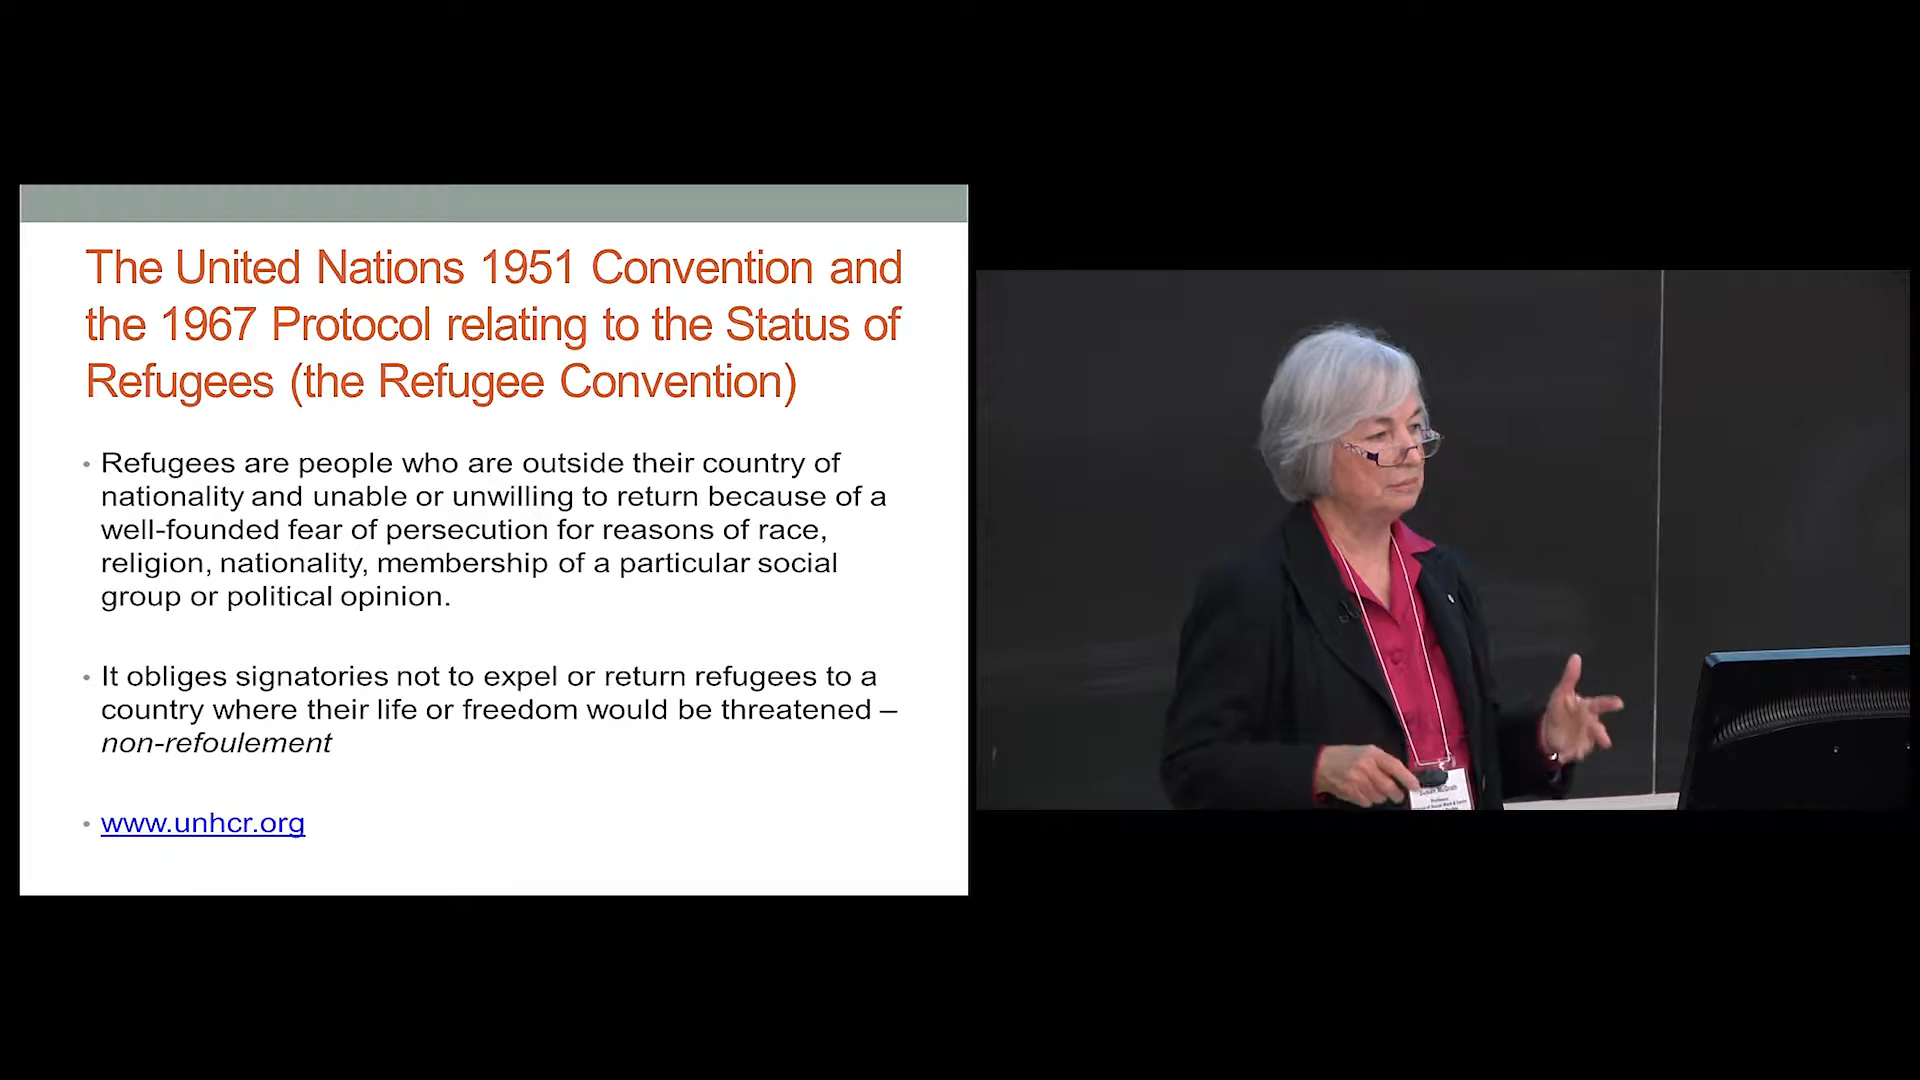 The United Nations 1951 Convention and
the 1967 Protocol relating to the Status of
Refugees (the Refugee Convention)
• Refugees are people who are outside their country of
nationality and unable or unwilling to return because of a
well-founded fear of persecution for reasons of race,
religion, nationality, membership of a particular social
group or political opinion.
• It obliges signatories not to expel or return refugees to a
country where their life or freedom would be threatened –
non-refoulement
• www.unhcr.org
Susan McGrath
Professor